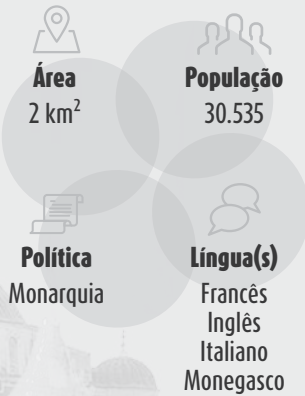 Área
2 km²
População
30.535
Política
Monarquia
Língua(s)
Francês
Inglês
Italiano
Monegasco